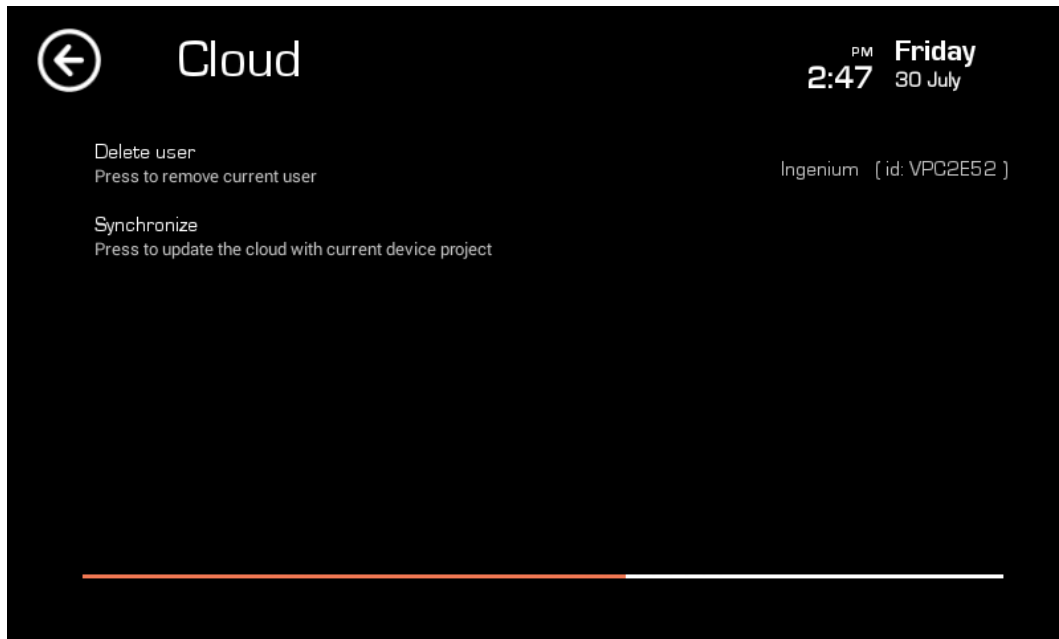 Cloud
PM Friday
2:47 30 July
Delete user
Press to remove current user
Ingenium ( id: VPC2E52 )
Synchronize
Press to update the cloud with current device project